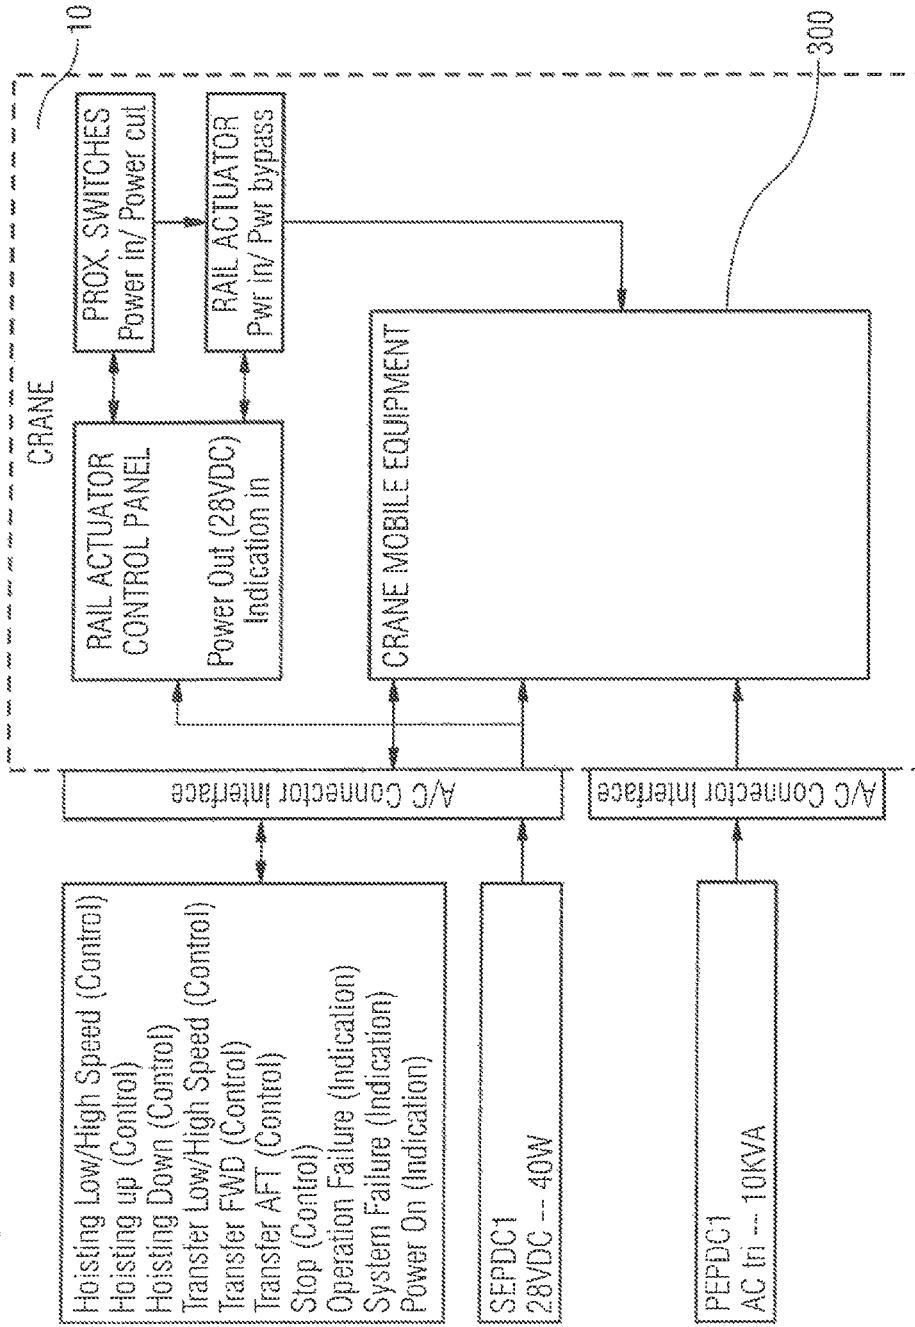 10
CRANE
PROX. SWITCHES
Power in/ Power cut
RAIL ACTUATOR
Pwr in/ Pwr bypass
RAIL ACTUATOR
CONTROL PANEL
Power Out (28VDC)
Indication in
CRANE MOBILE EQUIPMENT
300
A/C Connector Interface
A/C Connector Interface
Hoisting Low/High Speed (Control)
Hoisting up (Control)
Hoisting Down (Control)
Transfer Low/High Speed (Control)
Transfer FWD (Control)
Transfer AFT (Control)
Stop (Control)
Operation Failure (Indication)
System Failure (Indication)
Power On (Indication)
SEPDC1
28VDC --- 40W
PEPDC1
AC tri --- 10KVA